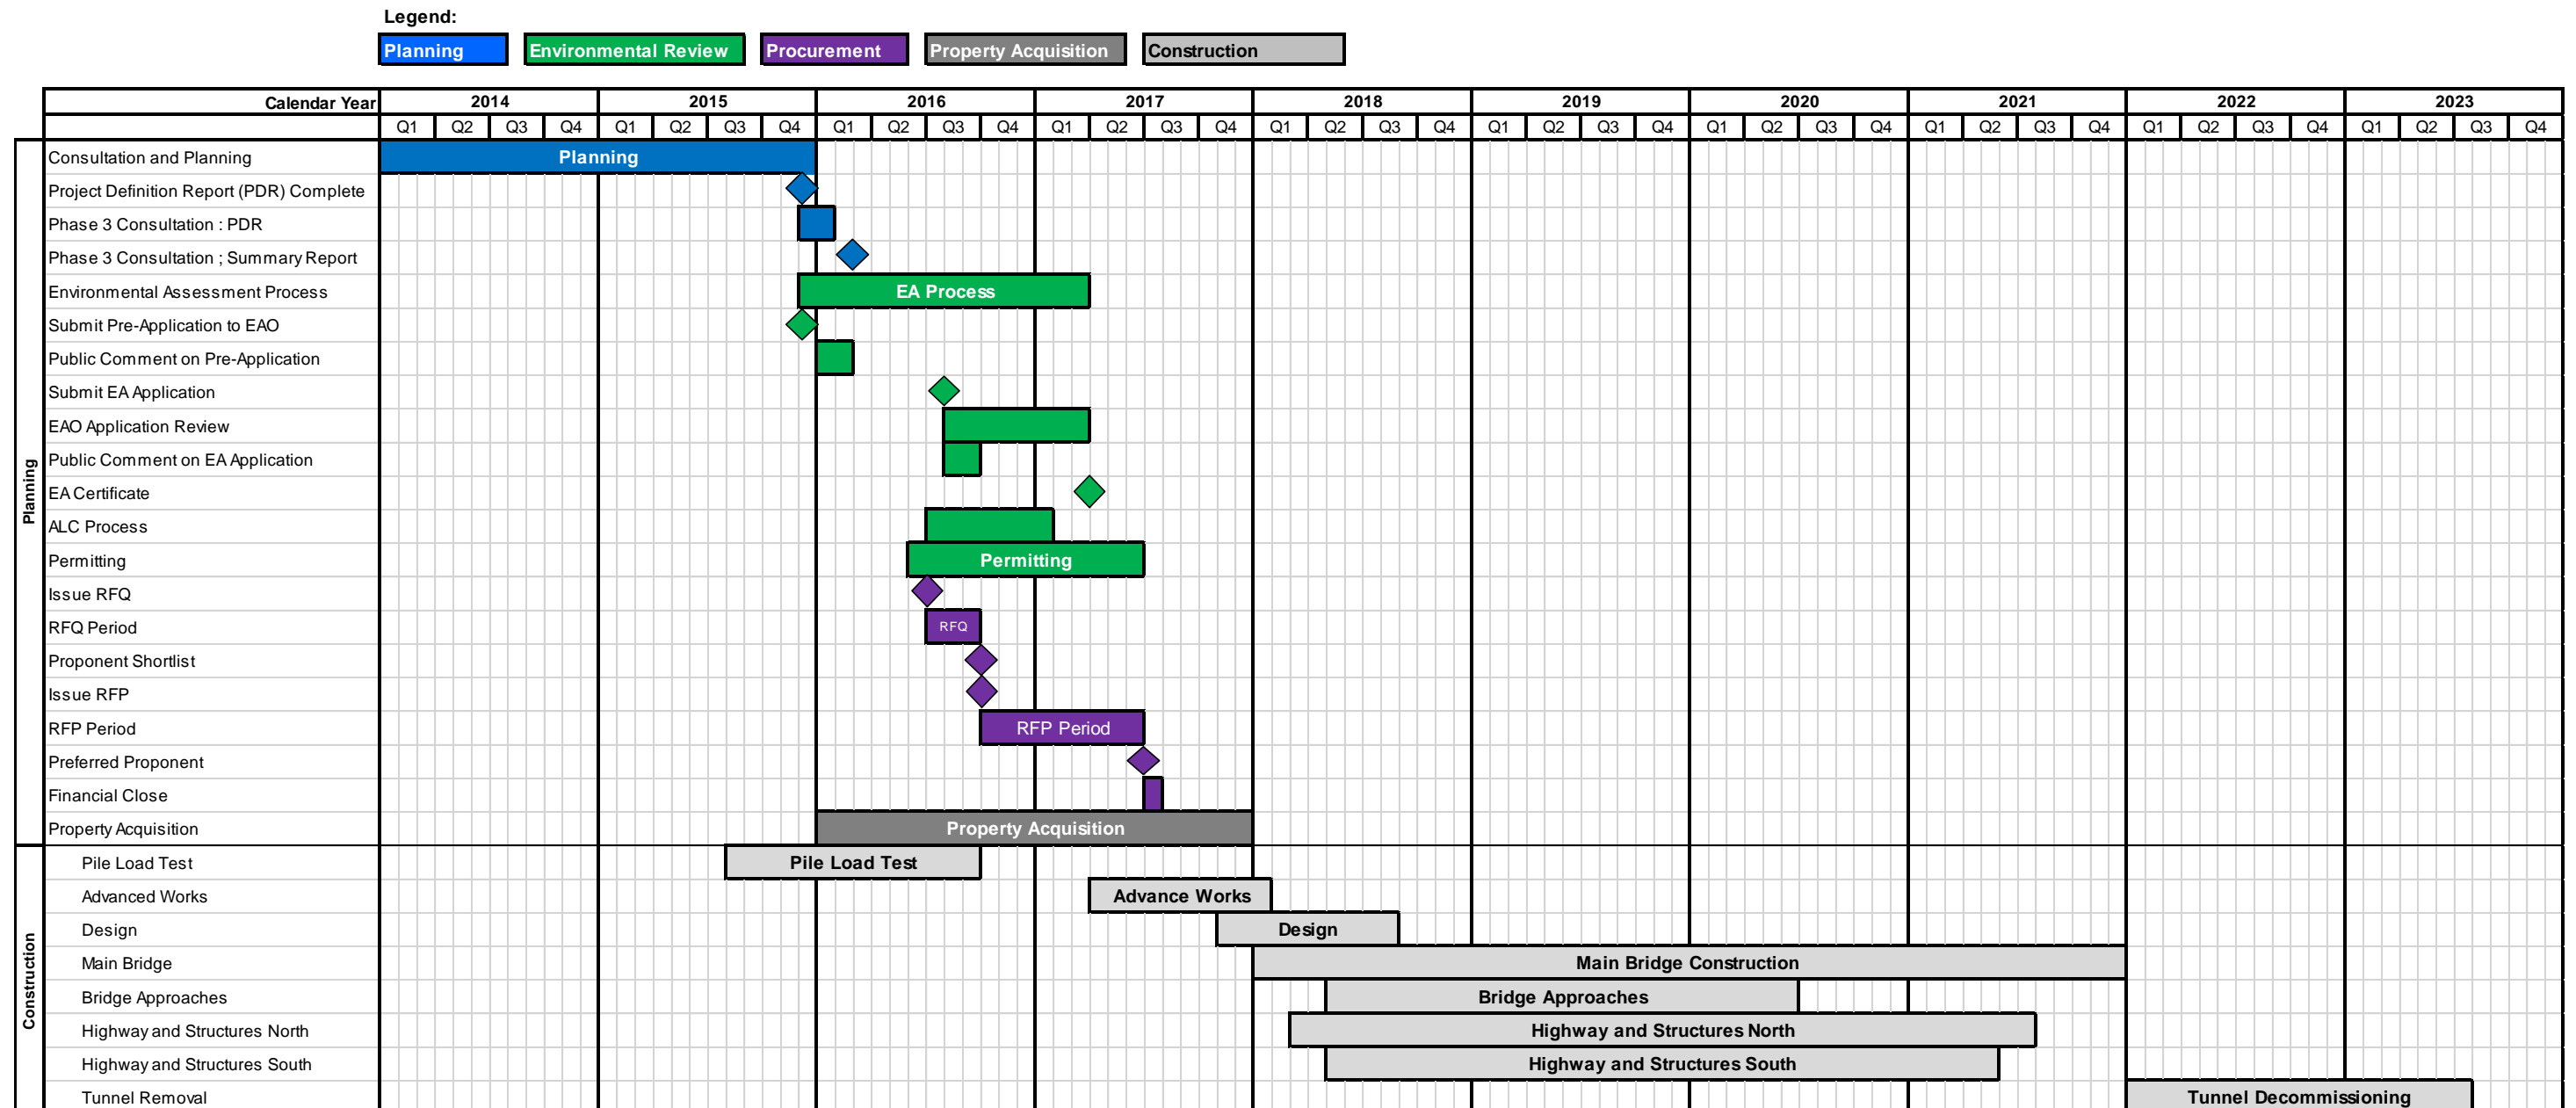 Legend:
Planning Environmental Review Procurement Property Acquisition Construction
Calendar Year 2014 2015 2016 2017 2018 2019 2020 2021 2022 2023
Q1 Q2 Q3 Q4 Q1 Q2 Q3 Q4 Q1 Q2 Q3 Q4 Q1 Q2 Q3 Q4 Q1 Q2 Q3 Q4 Q1 Q2 Q3 Q4 Q1 Q2 Q3 Q4 Q1 Q2 Q3 Q4 Q1 Q2 Q3 Q4 Q1 Q2 Q3 Q4
Planning
Consultation and Planning Planning
Project Definition Report (PDR) Complete
Phase 3 Consultation : PDR
Phase 3 Consultation ; Summary Report
Environmental Assessment Process EA Process
Submit Pre-Application to EAO
Public Comment on Pre-Application
Submit EA Application
EAO Application Review
Public Comment on EA Application
EA Certificate
ALC Process
Permitting Permitting
Issue RFQ
RFQ Period RFQ
Proponent Shortlist
Issue RFP
RFP Period RFP Period
Preferred Proponent
Financial Close
Property Acquisition Property Acquisition
Construction
Pile Load Test Pile Load Test
Advanced Works Advance Works
Design Design
Main Bridge Main Bridge Construction
Bridge Approaches Bridge Approaches
Highway and Structures North Highway and Structures North
Highway and Structures South Highway and Structures South
Tunnel Removal Tunnel Decommissioning